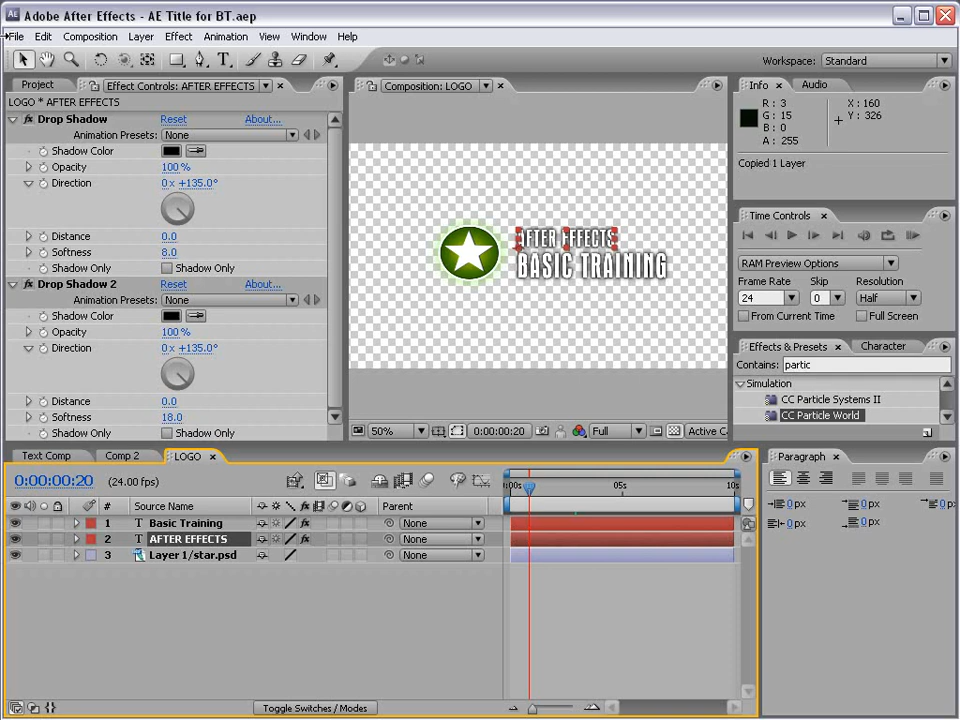 Adobe After Effects - AE Title for BT.aep
File Edit Composition Layer Effect Animation View Window Help
Workspace: Standard
Project Effect Controls: AFTER EFFECTS
LOGO * AFTER EFFECTS
Drop Shadow Reset About...
Animation Presets: None
Shadow Color
Opacity 100 %
Direction 0 x +135.0°
Distance 0.0
Softness 8.0
Shadow Only Shadow Only
Drop Shadow 2 Reset About...
Animation Presets: None
Shadow Color
Opacity 100 %
Direction 0 x +135.0°
Distance 0.0
Softness 18.0
Shadow Only Shadow Only
Composition: LOGO
AFTER EFFECTS
BASIC TRAINING
50% 0:00:00:20 Full Active C
Info Audio
R: 3 X: 160
G: 15 Y: 326
B: 0
A: 255
Copied 1 Layer
Time Controls
RAM Preview Options
Frame Rate Skip Resolution
24 0 Half
From Current Time Full Screen
Effects & Presets Character
Contains: partic
Simulation
CC Particle Systems II
CC Particle World
Text Comp Comp 2 LOGO
0:00:00:20 (24.00 fps)
:00s 05s 10s
# Source Name Parent
1 T Basic Training None
2 T AFTER EFFECTS None
3 Layer 1/star.psd None
Toggle Switches / Modes
Paragraph
0 px 0 px 0 px
0 px 0 px